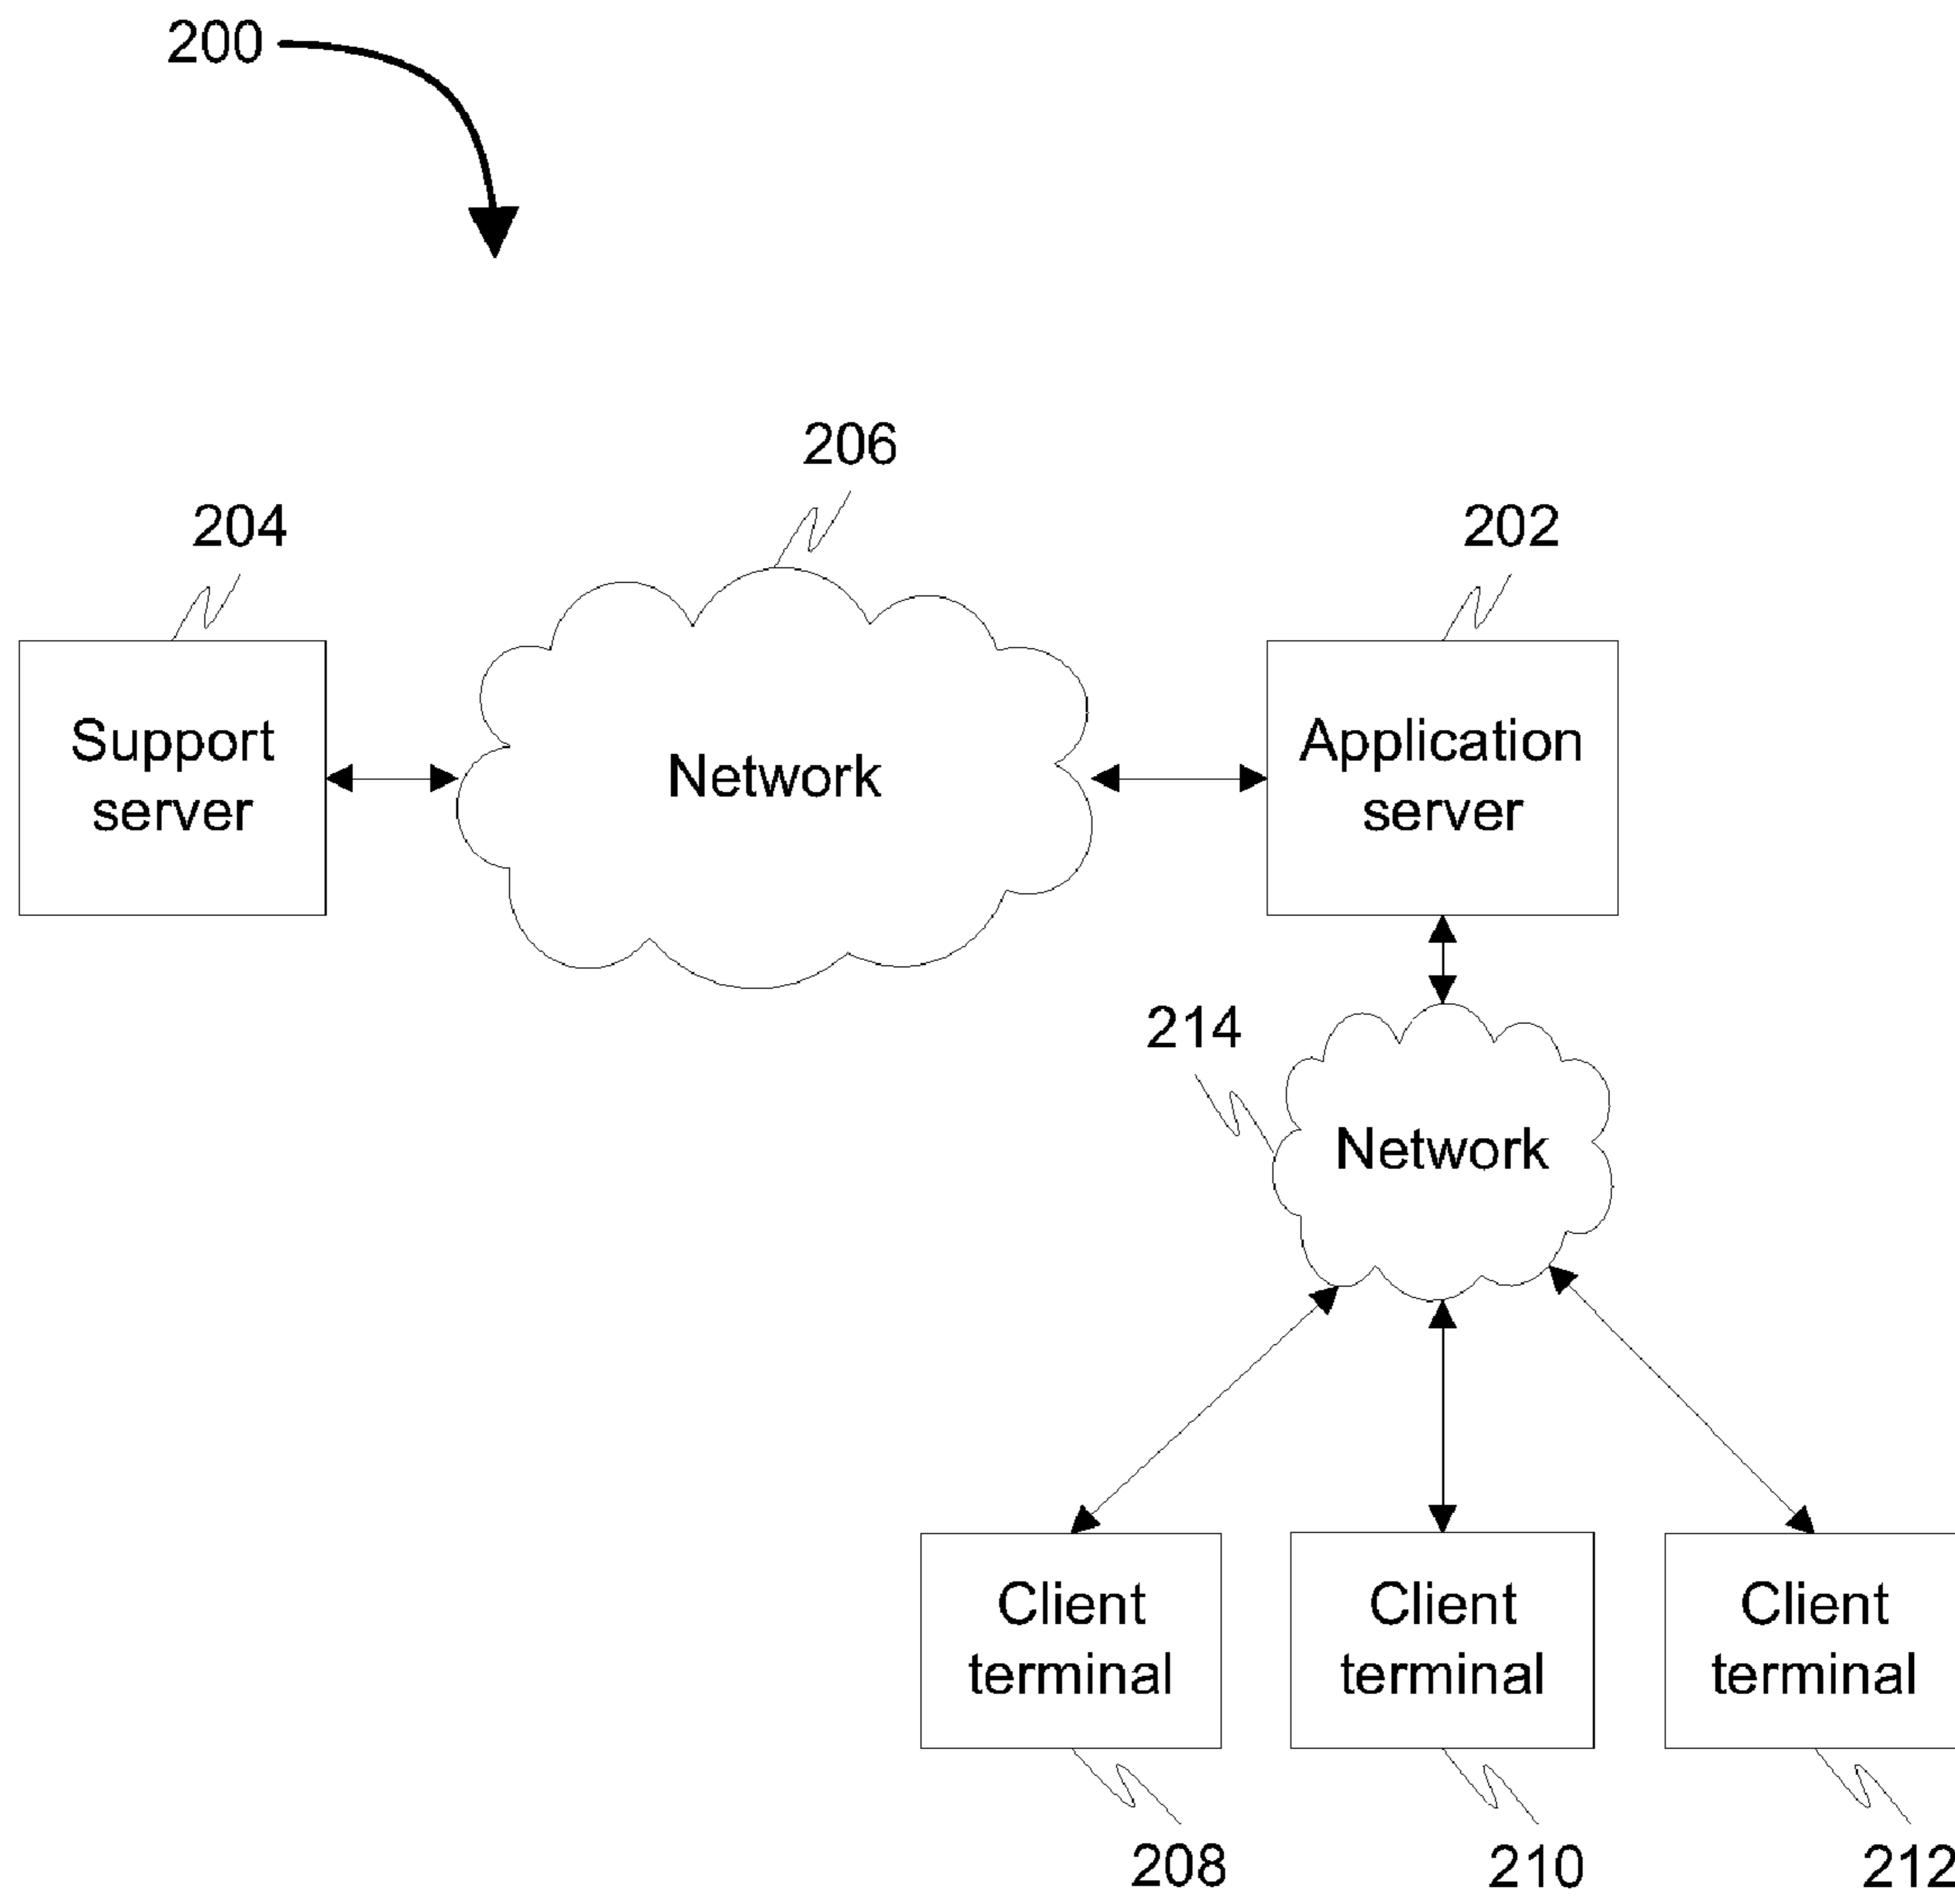 200
206
204
202
Support
server
Network
Application
server
214
Network
Client
terminal
Client
terminal
Client
terminal
208
210
212